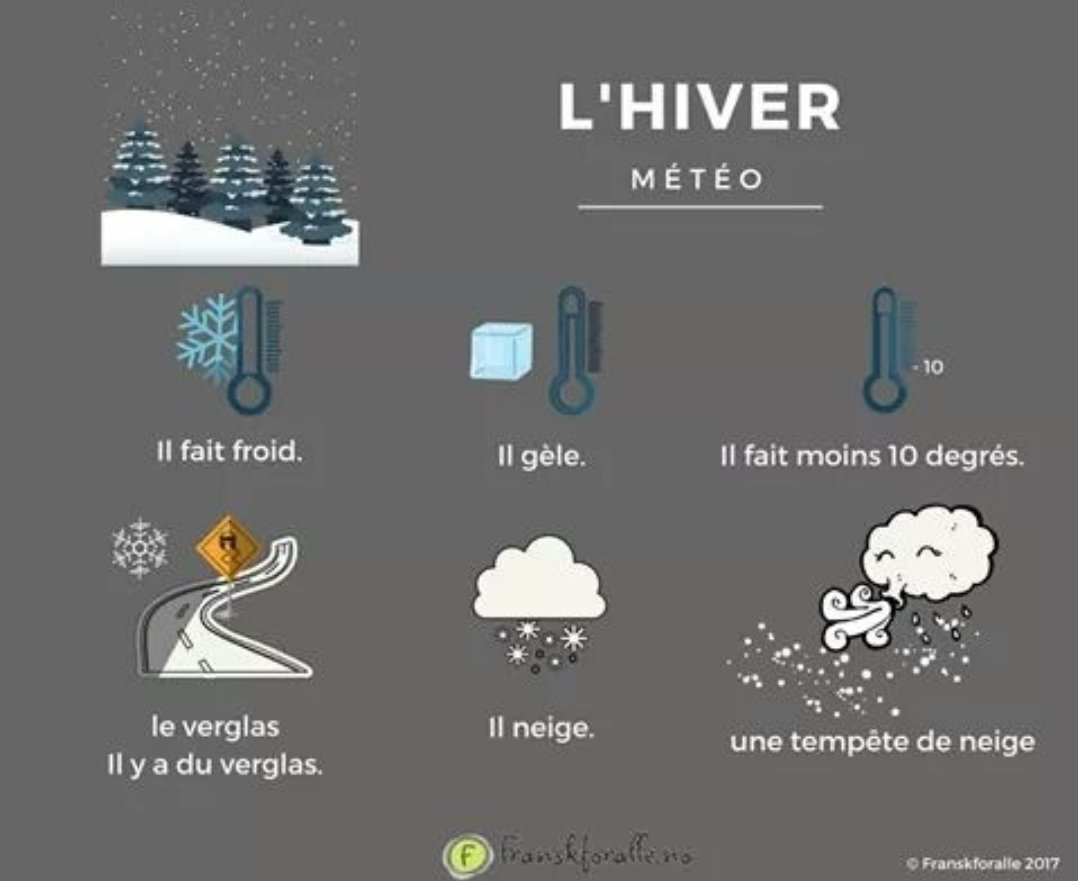 L'HIVER
MÉTÉO
- 10
Il fait froid.
Il gèle.
Il fait moins 10 degrés.
le verglas
Il y a du verglas.
Il neige.
une tempête de neige
F franskforalle.no
© Franskforalle 2017